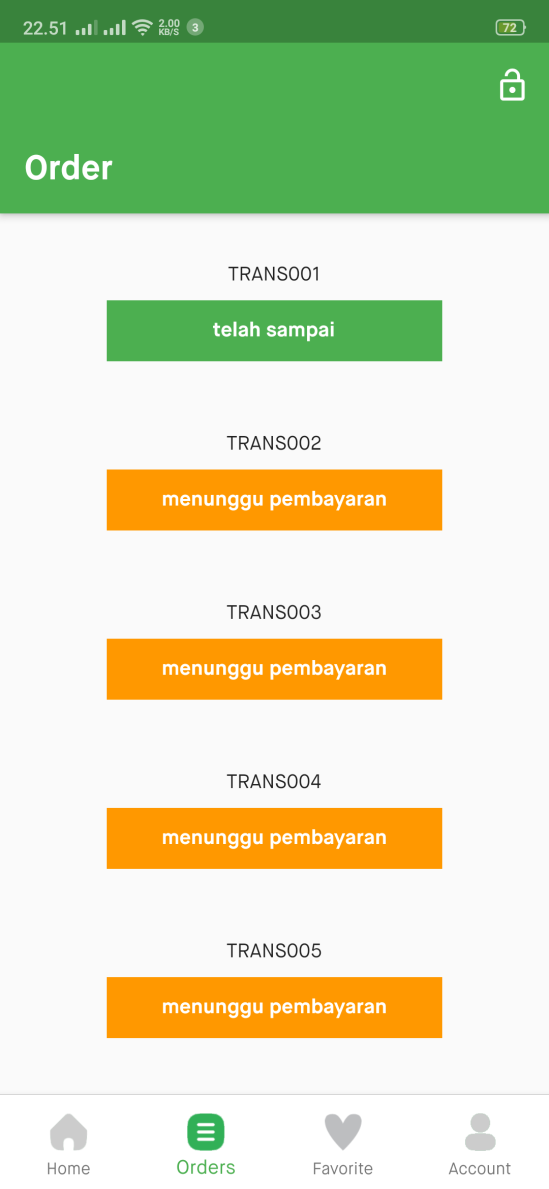 22.51 2.00 KB/S 3 72
Order
TRANS001
telah sampai
TRANS002
menunggu pembayaran
TRANS003
menunggu pembayaran
TRANS004
menunggu pembayaran
TRANS005
menunggu pembayaran
Home Orders Favorite Account